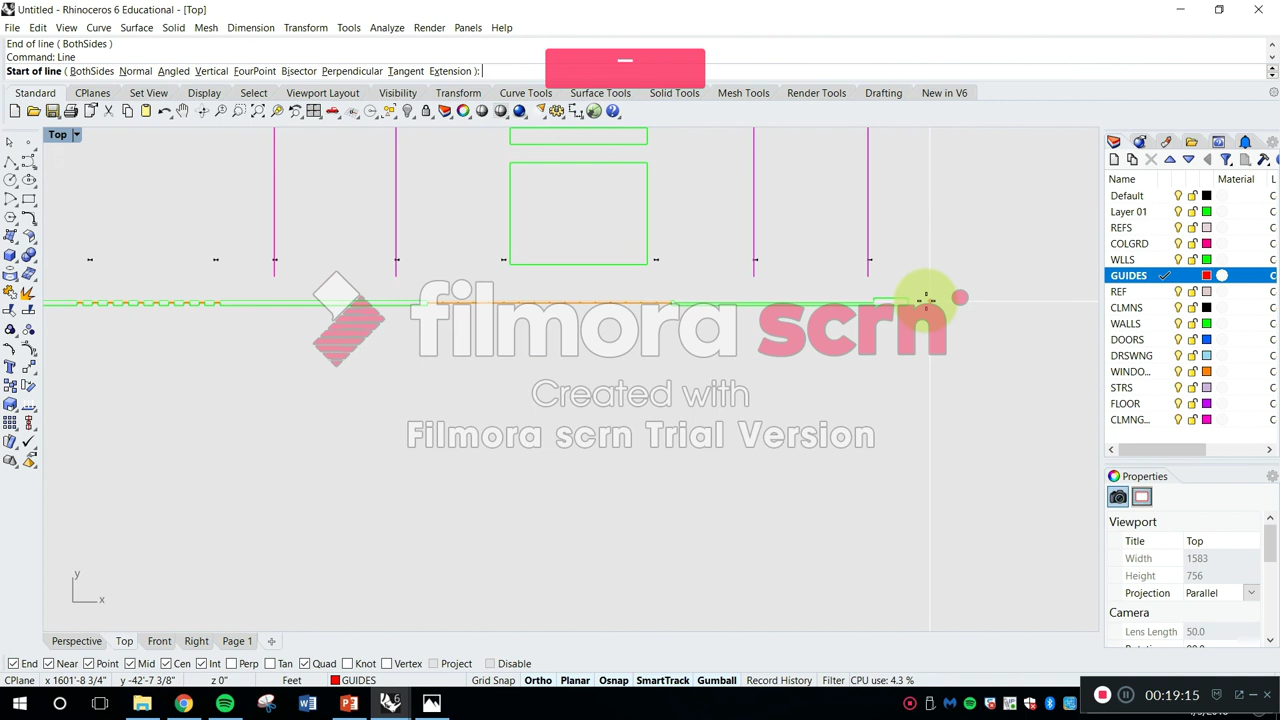 Untitled - Rhinoceros 6 Educational - [Top]
File Edit View Curve Surface Solid Mesh Dimension Transform Tools Analyze Render Panels Help
End of line ( BothSides )
Command: Line
Start of line ( BothSides Normal Angled Vertical FourPoint Bisector Perpendicular Tangent Extension ):
Standard CPlanes Set View Display Select Viewport Layout Visibility Transform Curve Tools Surface Tools Solid Tools Mesh Tools Render Tools Drafting New in V6
Top
Name Material L
Default C
Layer 01 C
REFS C
COLGRD C
WLLS C
GUIDES C
REF C
CLMNS C
WALLS C
DOORS C
DRSWNG C
WINDO... C
STRS C
FLOOR C
CLMNG... C
filmora scrn
Created with
Filmora scrn Trial Version
Properties
Viewport
Title Top
Width 1583
Height 756
Projection Parallel
Camera
Lens Length 50.0
y
x
Perspective Top Front Right Page 1
End Near Point Mid Cen Int Perp Tan Quad Knot Vertex Project Disable
CPlane x 1601'-8 3/4" y -42'-7 3/8" z 0" Feet GUIDES Grid Snap Ortho Planar Osnap SmartTrack Gumball Record History Filter CPU use: 4.3 %
00:19:15